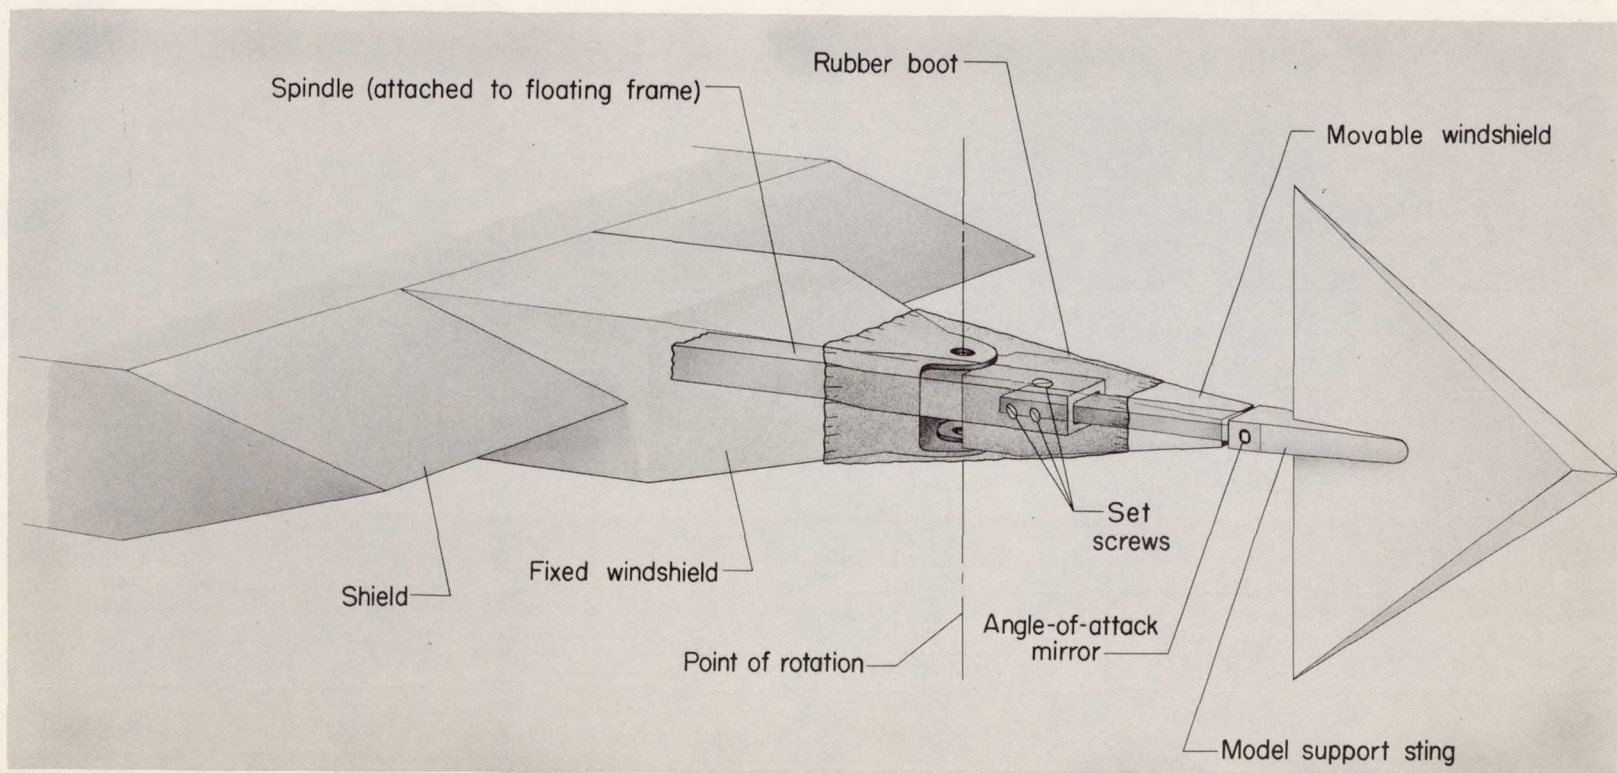 Rubber boot
Spindle (attached to floating frame)
Movable windshield
Set
screws
Fixed windshield
Shield
Angle-of-attack
mirror
Point of rotation
Model support sting